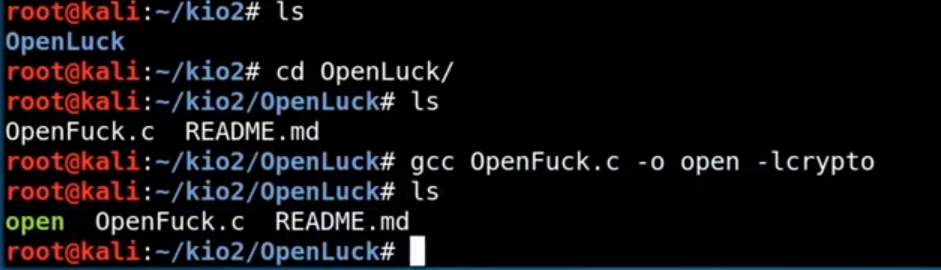 root@kali:~/kio2# ls
OpenLuck
root@kali:~/kio2# cd OpenLuck/
root@kali:~/kio2/OpenLuck# ls
OpenFuck.c  README.md
root@kali:~/kio2/OpenLuck# gcc OpenFuck.c -o open -lcrypto
root@kali:~/kio2/OpenLuck# ls
open  OpenFuck.c  README.md
root@kali:~/kio2/OpenLuck#